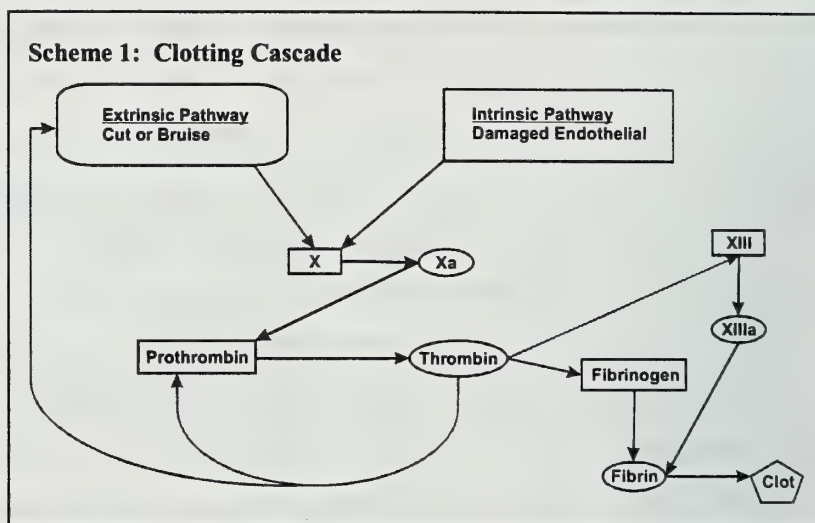 Scheme 1: Clotting Cascade
Extrinsic Pathway
Cut or Bruise
Intrinsic Pathway
Damaged Endothelial
X
Xa
XIII
XIIIa
Prothrombin
Thrombin
Fibrinogen
Fibrin
Clot